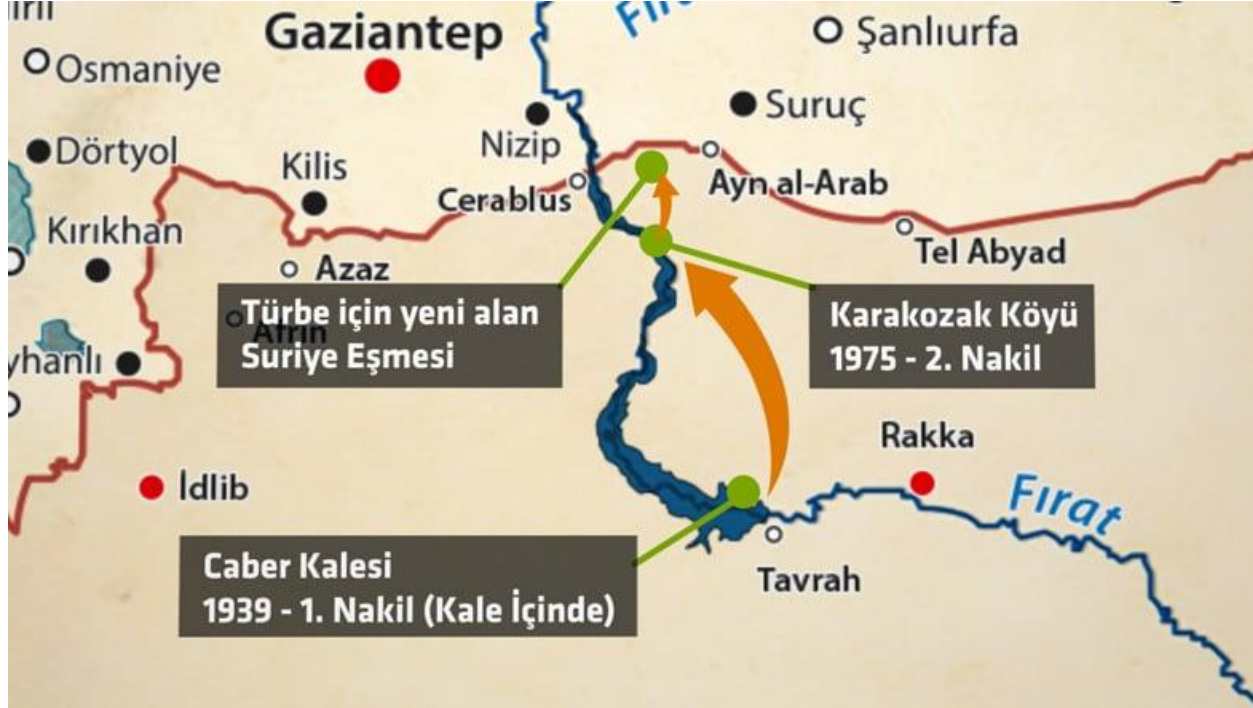 Gaziantep
Fırat
Şanlıurfa
Osmaniye
Suruç
Nizip
Dörtyol
Kilis
Ayn al-Arab
Cerablus
Kırıkhan
Tel Abyad
Azaz
Afrin
Türbe için yeni alan
Suriye Eşmesi
Karakozak Köyü
1975 - 2. Nakil
yhanlı
Rakka
İdlib
Fırat
Caber Kalesi
1939 - 1. Nakil (Kale İçinde)
Tavrah